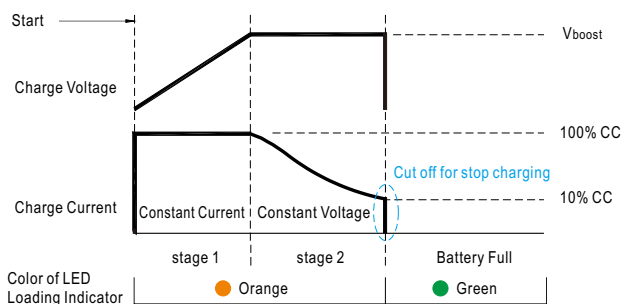 Start
Vboost
Charge Voltage
100% CC
Cut off for stop charging
10% CC
Charge Current
Constant Current
Constant Voltage
stage 1
stage 2
Battery Full
Color of LED
Loading Indicator
Orange
Green